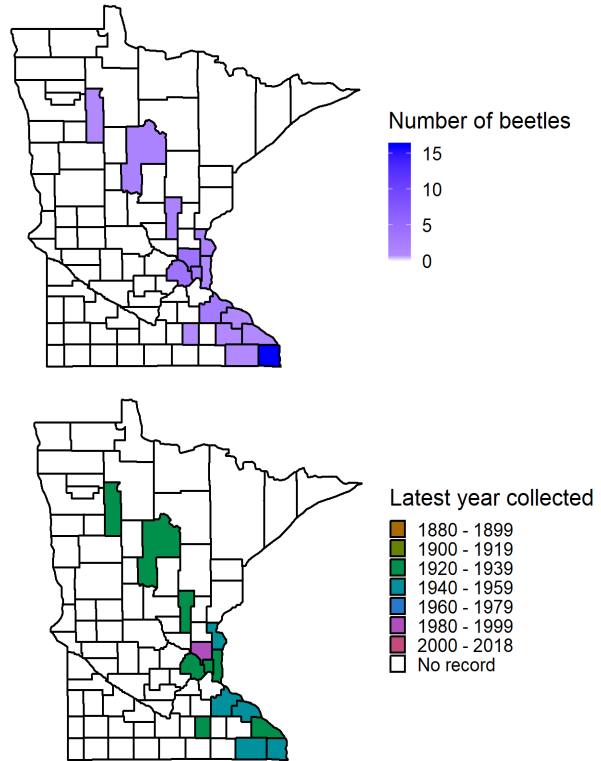 Number of beetles
15
10
5
0
Latest year collected
1880 - 1899
1900 - 1919
1920 - 1939
1940 - 1959
1960 - 1979
1980 - 1999
2000 - 2018
No record